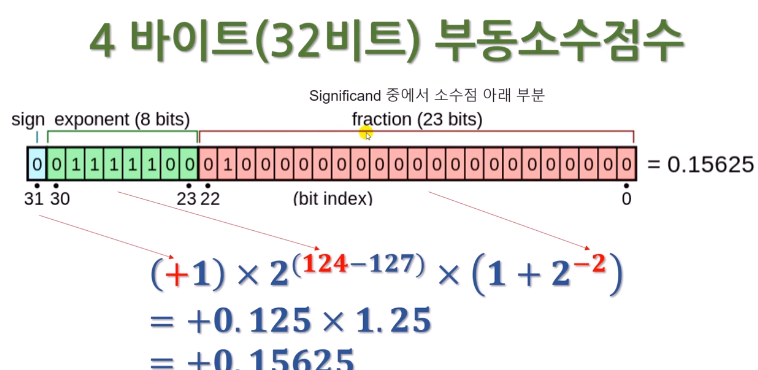 4 바이트(32비트) 부동소수점수
Significand 중에서 소수점 아래 부분
sign exponent (8 bits) fraction (23 bits)
0 0 1 1 1 1 1 0 0 0 1 0 0 0 0 0 0 0 0 0 0 0 0 0 0 0 0 0 0 0 0 0 = 0.15625
31 30 23 22 (bit index) 0
(+1) × 2^(124−127) × (1 + 2^−2)
= +0.125 × 1.25
= +0.15625